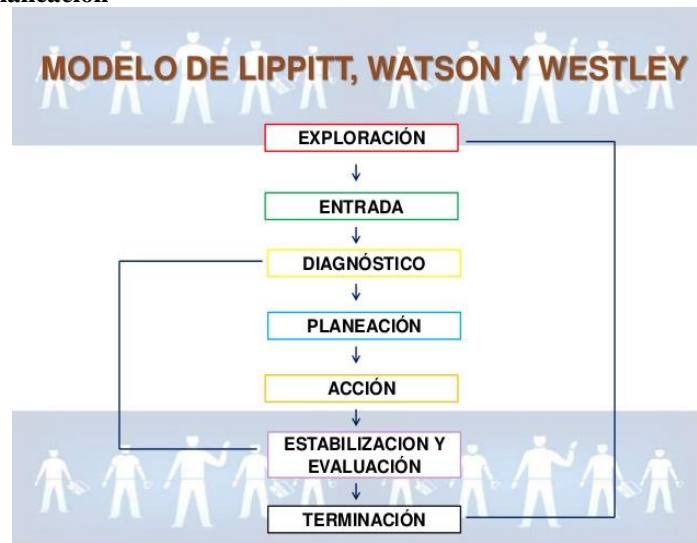 MODELO DE LIPPITT, WATSON Y WESTLEY
EXPLORACIÓN
ENTRADA
DIAGNÓSTICO
PLANEACIÓN
ACCIÓN
ESTABILIZACION Y
EVALUACIÓN
TERMINACIÓN